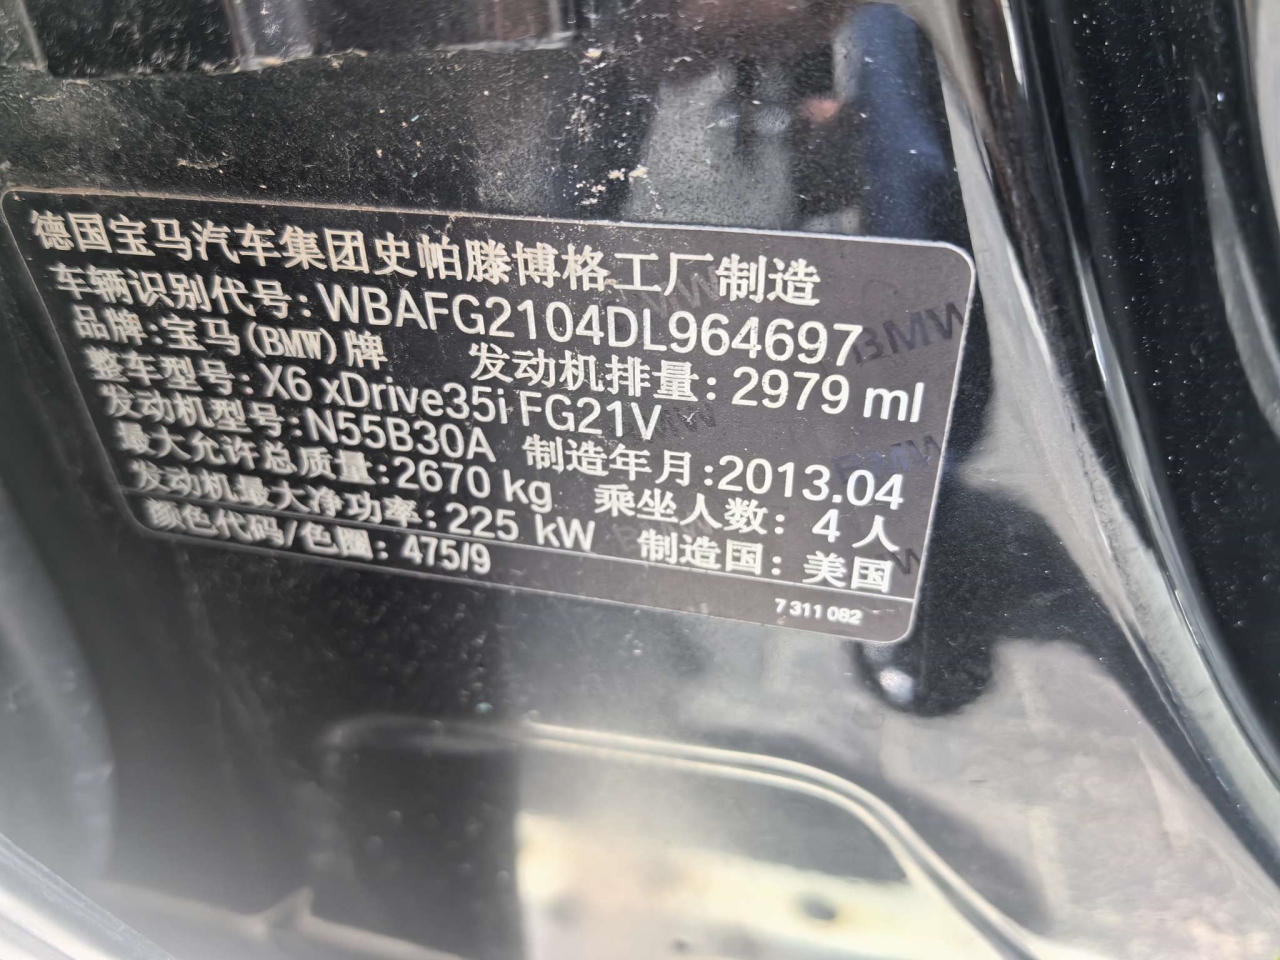 德国宝马汽车集团史帕滕博格工厂制造
车辆识别代号: WBAFG2104DL964697
品牌:宝马(BMW)牌 发动机排量: 2979 ml
整车型号: X6 xDrive35i FG21V
发动机型号: N55B30A 制造年月:2013.04
最大允许总质量:2670 kg 乘坐人数: 4 人
发动机最大净功率: 225 kW 制造国: 美国
颜色代码/色圈: 475/9
7 311 082